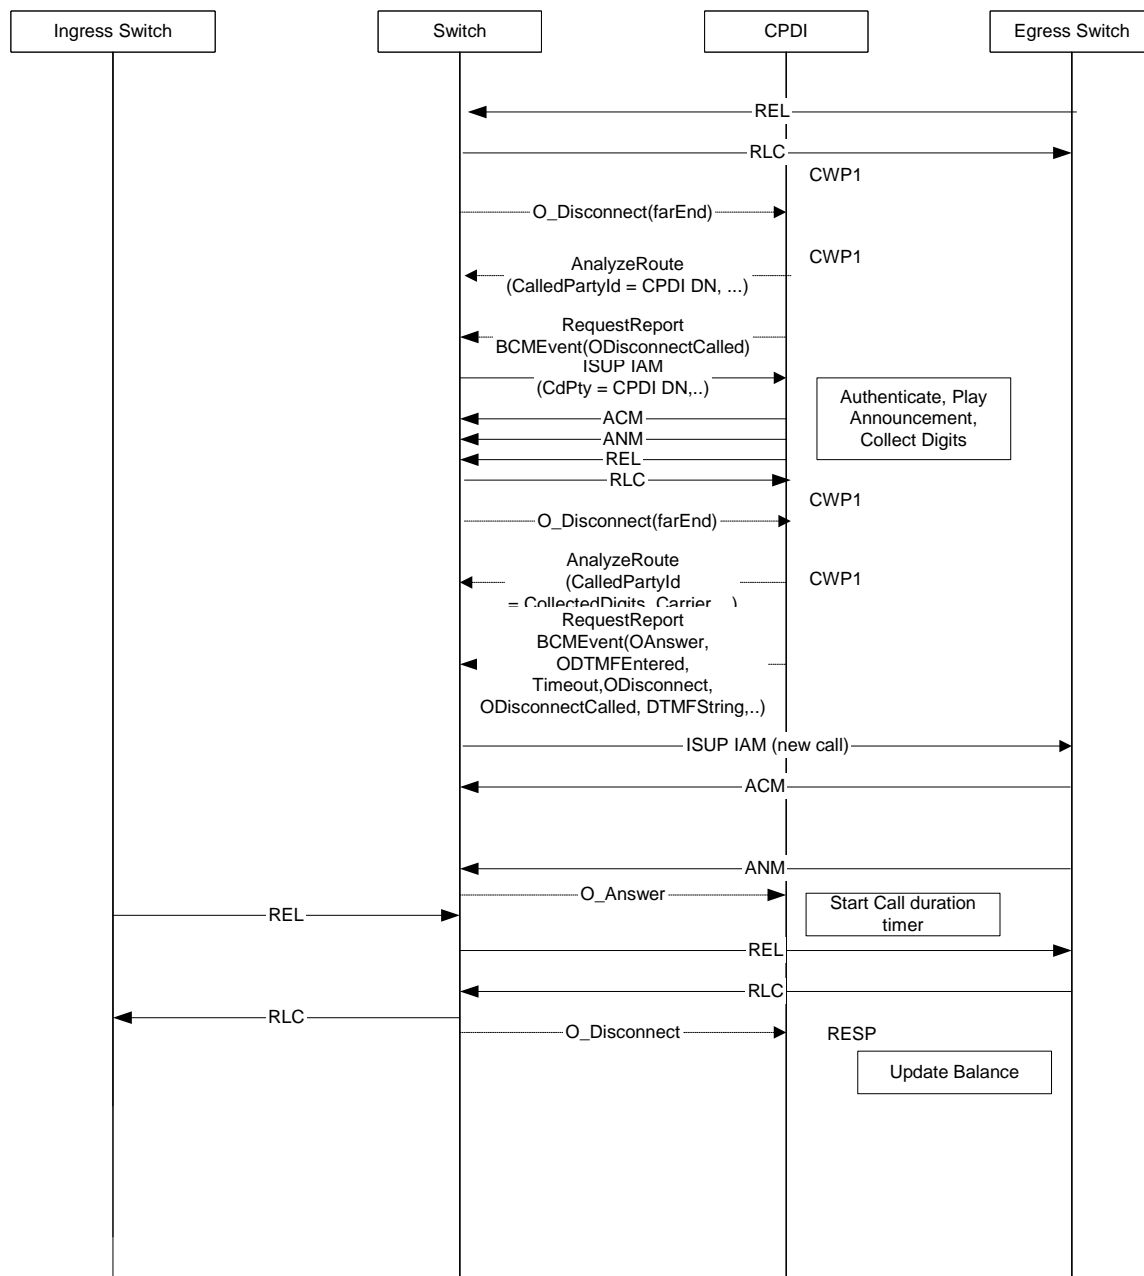 Ingress Switch
Switch
CPDI
Egress Switch
REL
RLC
CWP1
O_Disconnect(farEnd)
CWP1
AnalyzeRoute
(CalledPartyId = CPDI DN, ...)
RequestReport
BCMEvent(ODisconnectCalled)
ISUP IAM
(CdPty = CPDI DN,..)
Authenticate, Play
Announcement,
Collect Digits
ACM
ANM
REL
RLC
CWP1
O_Disconnect(farEnd)
AnalyzeRoute
(CalledPartyId
= CollectedDigits, Carrier,...)
CWP1
RequestReport
BCMEvent(OAnswer,
ODTMFEntered,
Timeout,ODisconnect,
ODisconnectCalled, DTMFString,..)
ISUP IAM (new call)
ACM
ANM
O_Answer
REL
Start Call duration
timer
REL
RLC
RLC
O_Disconnect
RESP
Update Balance